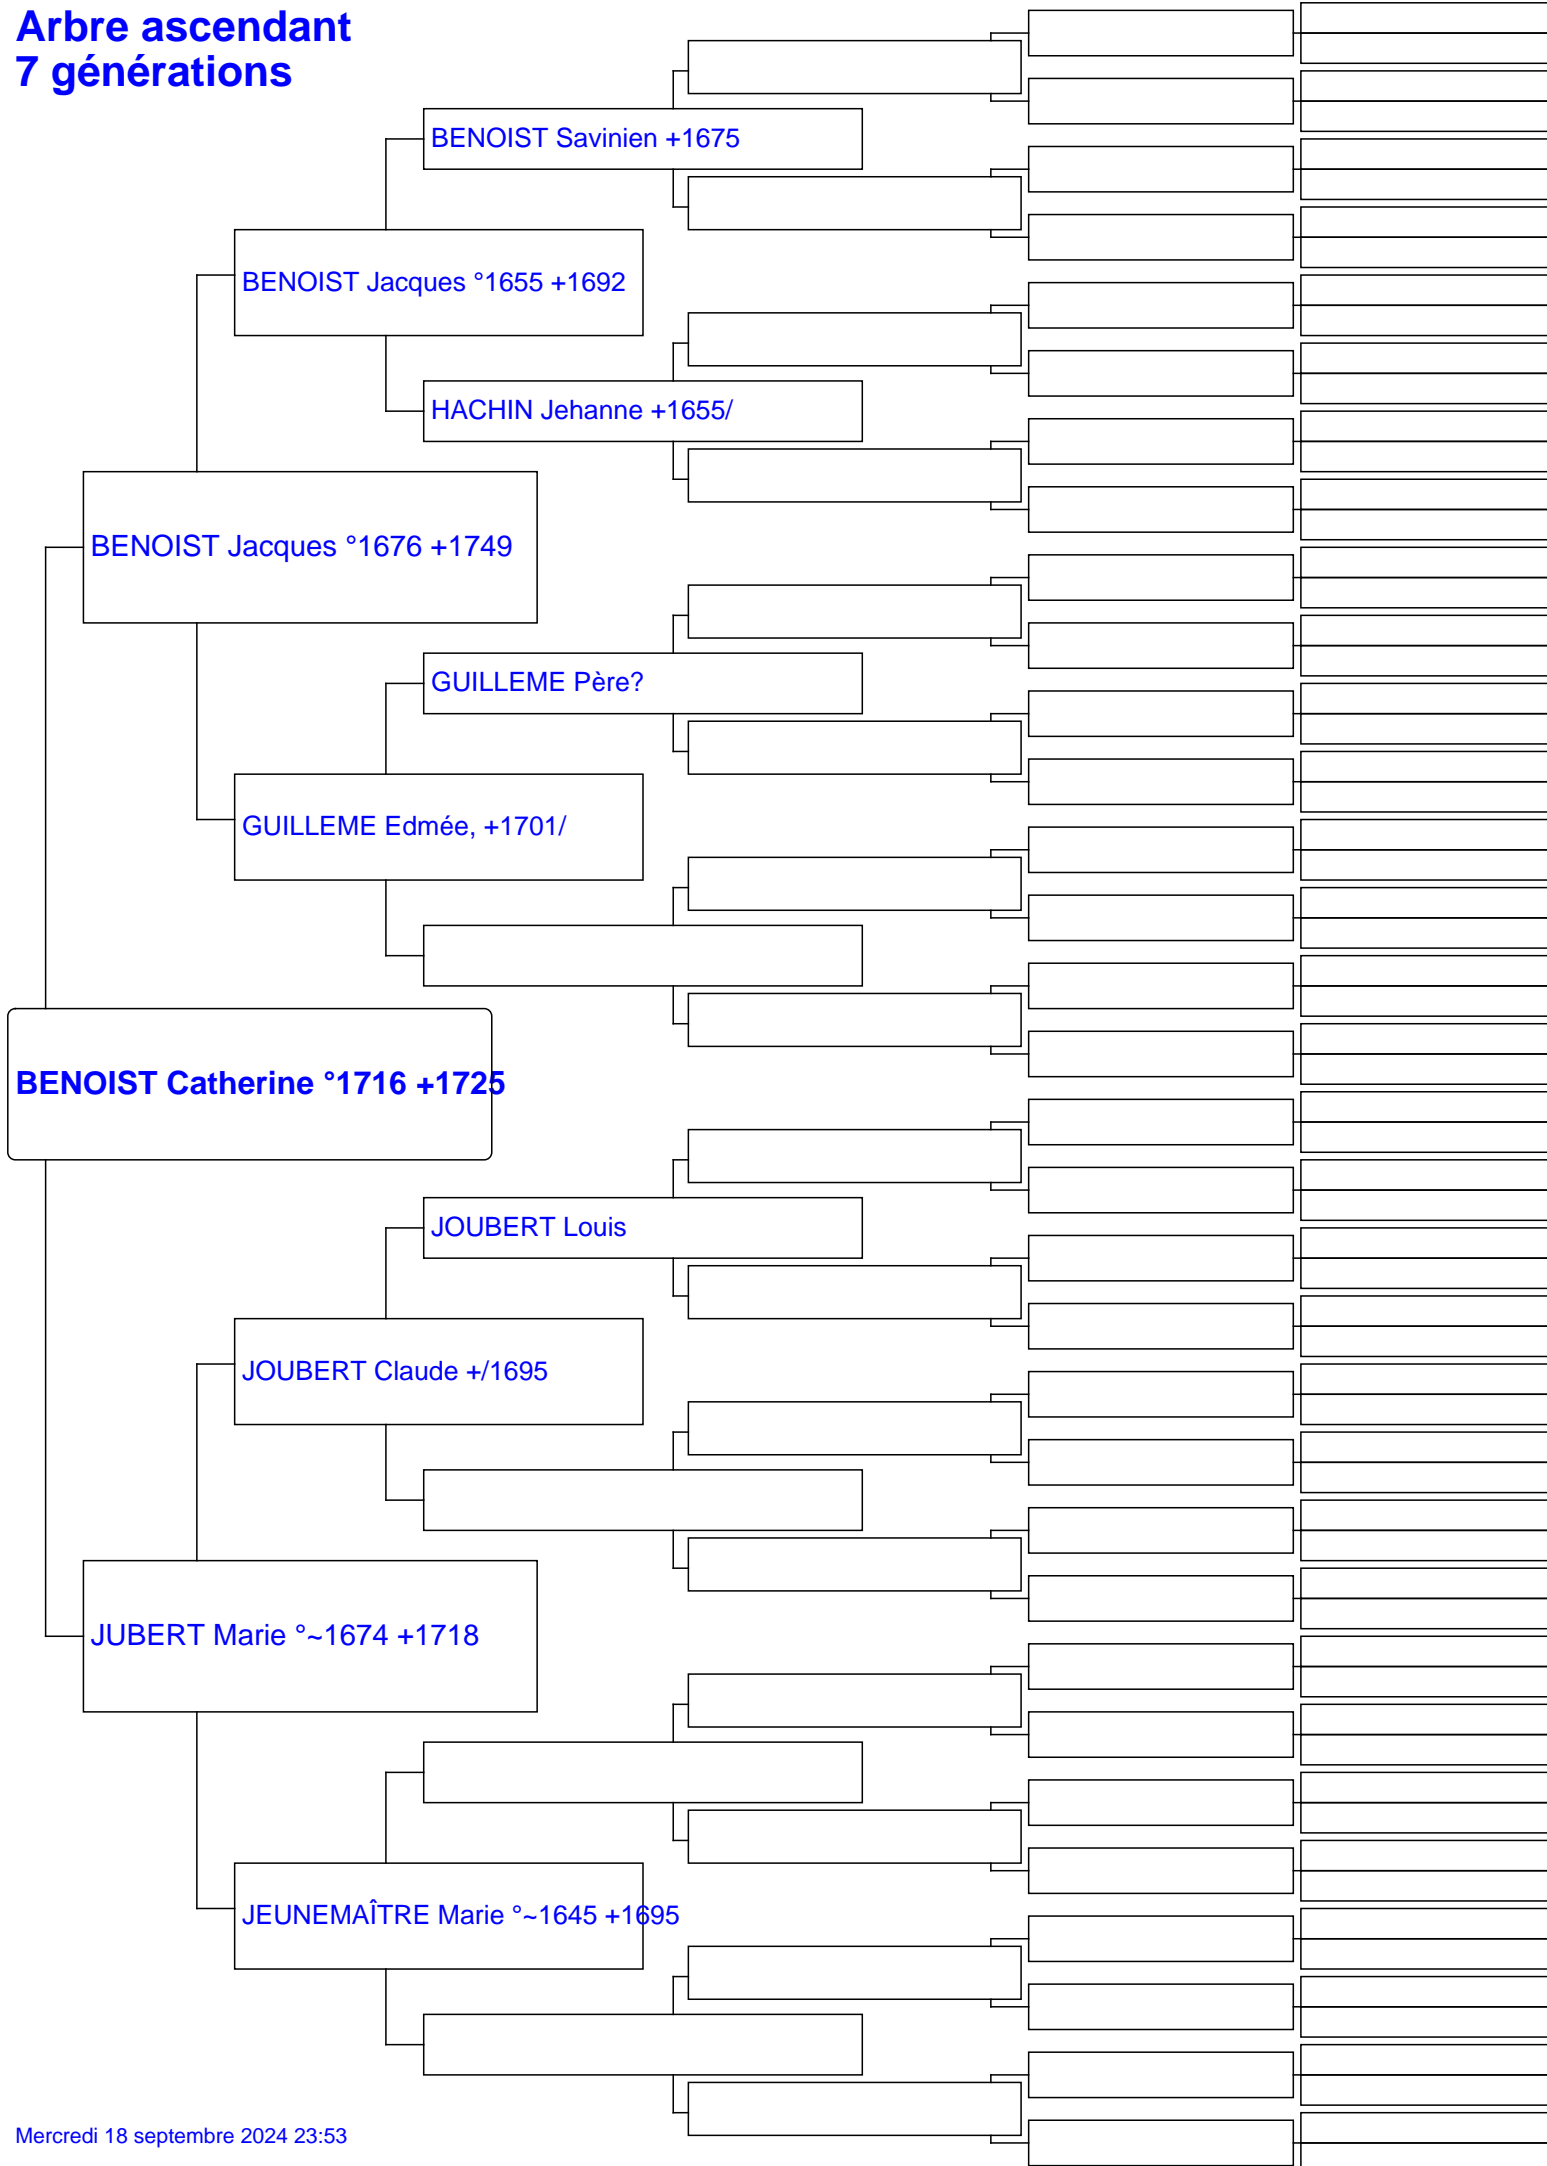 Arbre ascendant
7 générations
BENOIST Savinien +1675
BENOIST Jacques °1655 +1692
HACHIN Jehanne +1655/
BENOIST Jacques °1676 +1749
GUILLEME Père?
GUILLEME Edmée, +1701/
BENOIST Catherine °1716 +1725
JOUBERT Louis
JOUBERT Claude +/1695
JUBERT Marie °~1674 +1718
JEUNEMAÎTRE Marie °~1645 +1695
Mercredi 18 septembre 2024 23:53